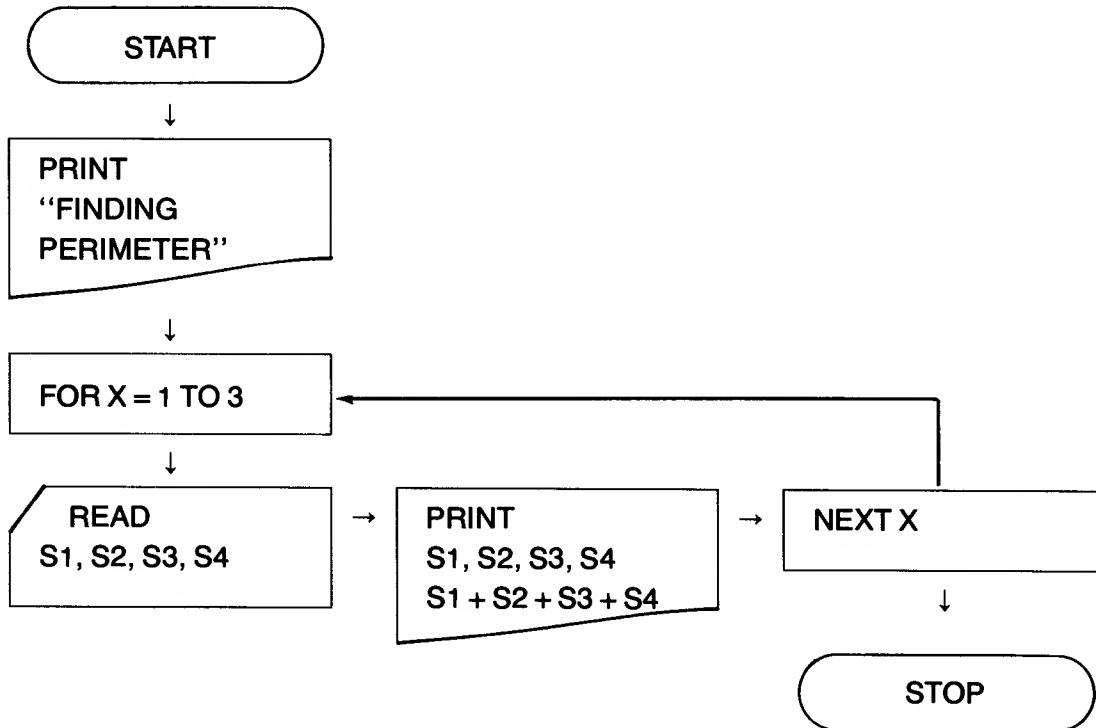 START
PRINT
‘‘FINDING
PERIMETER’’
FOR X = 1 TO 3
READ
S1, S2, S3, S4
PRINT
S1, S2, S3, S4
S1 + S2 + S3 + S4
NEXT X
STOP